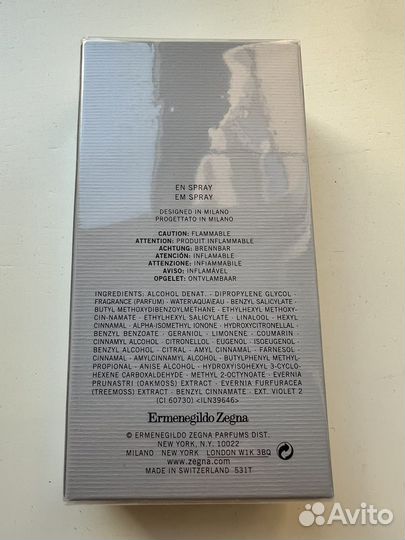 EN SPRAY
EM SPRAY
DESIGNED IN MILANO
PROGETTATO IN MILANO
CAUTION: FLAMMABLE
ATTENTION: PRODUIT INFLAMMABLE
ACHTUNG: BRENNBAR
ATENCIÓN: INFLAMABLE
ATTENZIONE: INFIAMMABILE
AVISO: INFLAMÁVEL
OPGELET: ONTVLAMBAAR
INGREDIENTS: ALCOHOL DENAT. - DIPROPYLENE GLYCOL -
FRAGRANCE (PARFUM) - WATER\AQUA\EAU - BENZYL SALICYLATE -
BUTYL METHOXYDIBENZOYLMETHANE - ETHYLHEXYL METHOXY-
CIN-NAMATE - ETHYLHEXYL SALICYLATE - LINALOOL - HEXYL
CINNAMAL - ALPHA-ISOMETHYL IONONE - HYDROXYCITRONELLAL -
BENZYL BENZOATE - GERANIOL - LIMONENE - COUMARIN -
CINNAMYL ALCOHOL - CITRONELLOL - EUGENOL - ISOEUGENOL -
BENZYL ALCOHOL - CITRAL - AMYL CINNAMAL - FARNESOL -
CINNAMAL - AMYLCINNAMYL ALCOHOL - BUTYLPHENYL METHYL-
PROPIONAL - ANISE ALCOHOL - HYDROXYISOHEXYL 3-CYCLO-
HEXENE CARBOXALDEHYDE - METHYL 2-OCTYNOATE - EVERNIA
PRUNASTRI (OAKMOSS) EXTRACT - EVERNIA FURFURACEA
(TREEMOSS) EXTRACT - BENZYL CINNAMATE - EXT. VIOLET 2
(CI 60730) <ILN39646>
Ermenegildo Zegna
© ERMENEGILDO ZEGNA PARFUMS DIST.
NEW YORK, N.Y. 10022
MILANO NEW YORK LONDON W1K 3BQ
www.zegna.com
MADE IN SWITZERLAND 531T
Avito